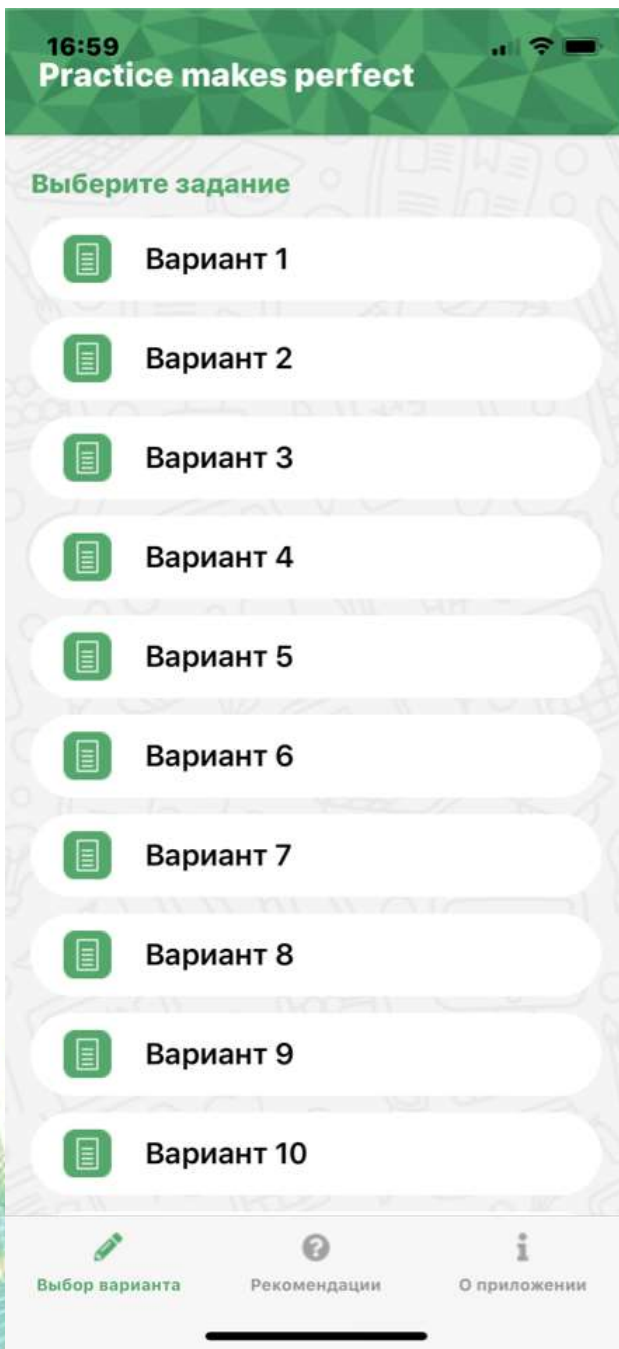 16:59
Practice makes perfect
Выберите задание
Вариант 1
Вариант 2
Вариант 3
Вариант 4
Вариант 5
Вариант 6
Вариант 7
Вариант 8
Вариант 9
Вариант 10
Выбор варианта
Рекомендации
О приложении